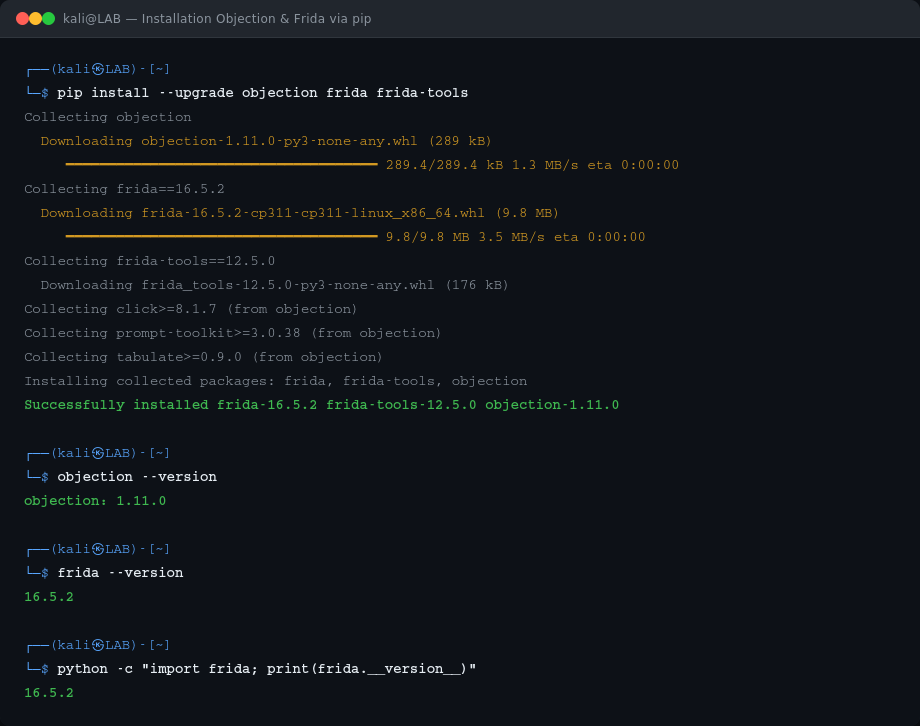 kali@LAB — Installation Objection & Frida via pip
┌──(kali㉿LAB)-[~]
└─$ pip install --upgrade objection frida frida-tools
Collecting objection
  Downloading objection-1.11.0-py3-none-any.whl (289 kB)
     ━━━━━━━━━━━━━━━━━━━━━━━━━━━━━━━━━━━━━ 289.4/289.4 kB 1.3 MB/s eta 0:00:00
Collecting frida==16.5.2
  Downloading frida-16.5.2-cp311-cp311-linux_x86_64.whl (9.8 MB)
     ━━━━━━━━━━━━━━━━━━━━━━━━━━━━━━━━━━━━━ 9.8/9.8 MB 3.5 MB/s eta 0:00:00
Collecting frida-tools==12.5.0
  Downloading frida_tools-12.5.0-py3-none-any.whl (176 kB)
Collecting click>=8.1.7 (from objection)
Collecting prompt-toolkit>=3.0.38 (from objection)
Collecting tabulate>=0.9.0 (from objection)
Installing collected packages: frida, frida-tools, objection
Successfully installed frida-16.5.2 frida-tools-12.5.0 objection-1.11.0
┌──(kali㉿LAB)-[~]
└─$ objection --version
objection: 1.11.0
┌──(kali㉿LAB)-[~]
└─$ frida --version
16.5.2
┌──(kali㉿LAB)-[~]
└─$ python -c "import frida; print(frida.__version__)"
16.5.2